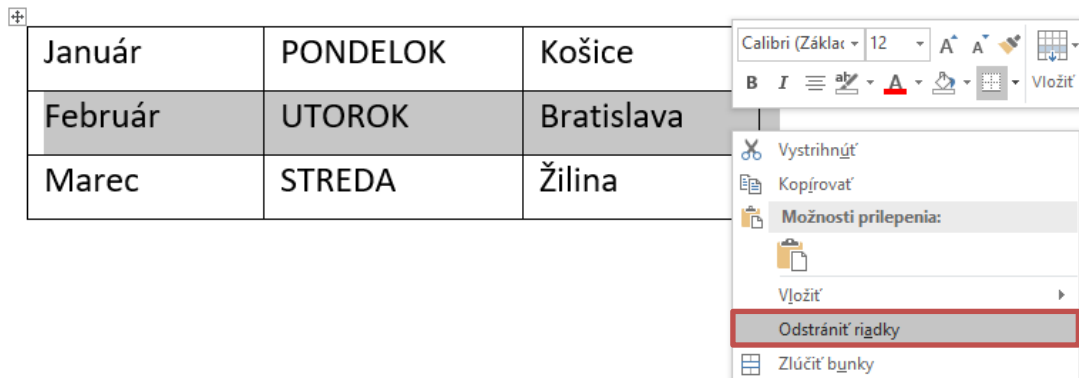 Január PONDELOK Košice
Február UTOROK Bratislava
Marec STREDA Žilina
Calibri (Základ 12 A A
B I ab A Vložiť
Vystrihnúť
Kopírovať
Možnosti prilepenia:
Vložiť
Odstrániť riadky
Zlúčiť bunky